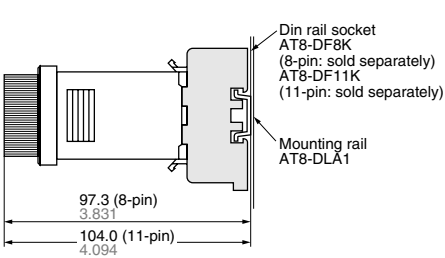 Din rail socket
AT8-DF8K
(8-pin: sold separately)
AT8-DF11K
(11-pin: sold separately)
Mounting rail
AT8-DLA1
97.3 (8-pin)
3.831
104.0 (11-pin)
4.094